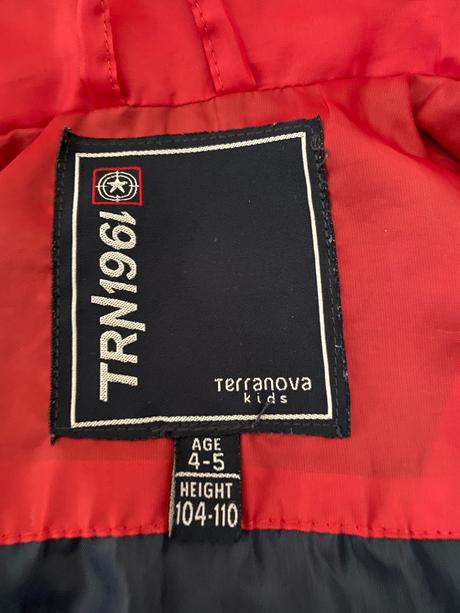 TRN1961
Terranova
kids
AGE
4-5
HEIGHT
104-110